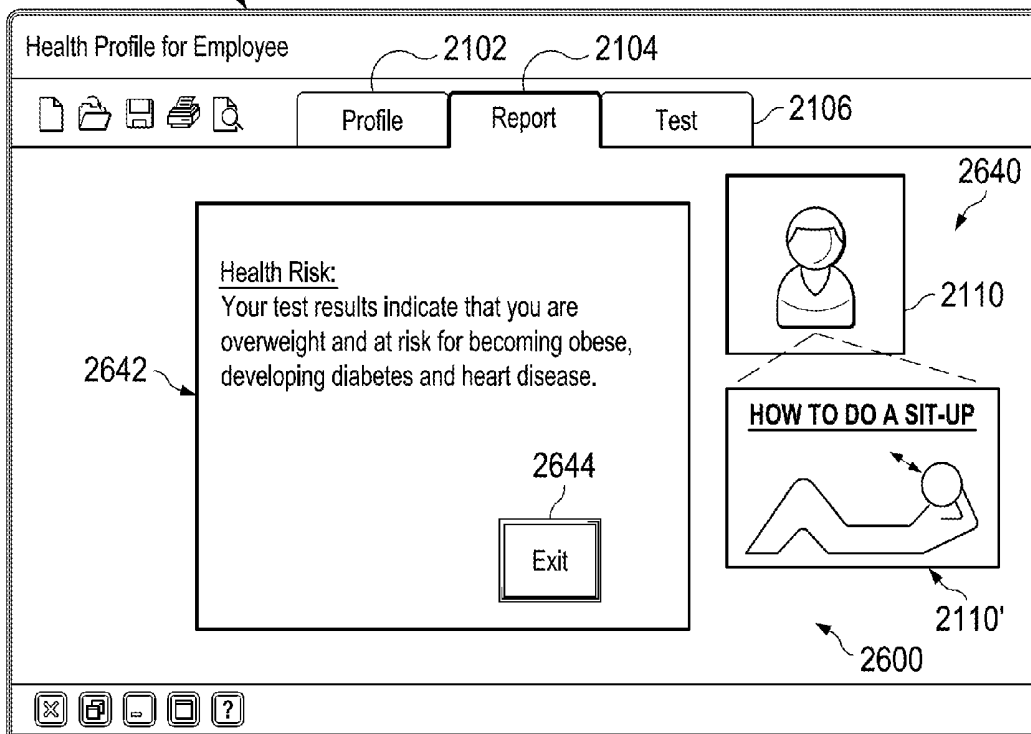 Health Profile for Employee
2102
2104
Profile
Report
Test
2106
2640
Health Risk:
Your test results indicate that you are
overweight and at risk for becoming obese,
developing diabetes and heart disease.
2642
2644
Exit
2110
HOW TO DO A SIT-UP
2110'
2600
?